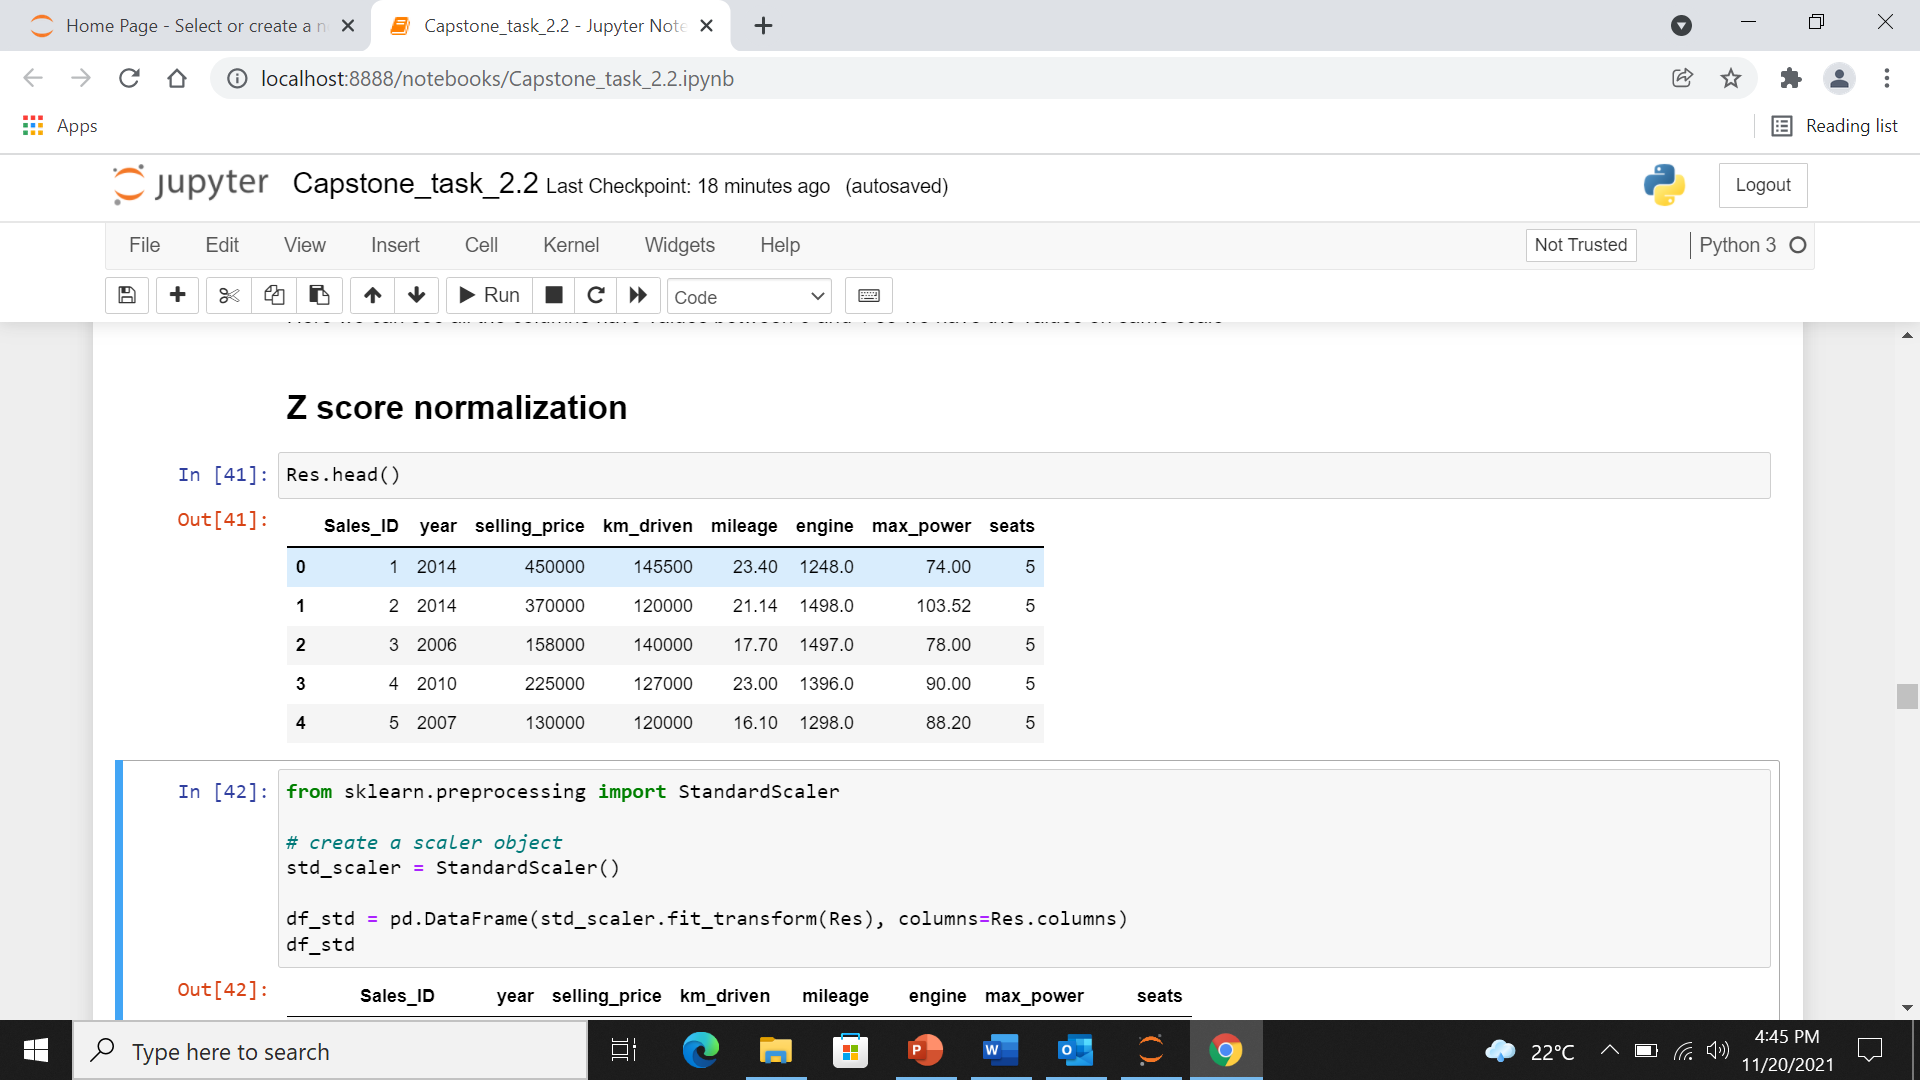 Home Page - Select or create a n
Capstone_task_2.2 - Jupyter Note
localhost:8888/notebooks/Capstone_task_2.2.ipynb
Apps
Reading list
jupyter Capstone_task_2.2 Last Checkpoint: 18 minutes ago (autosaved)
Logout
File Edit View Insert Cell Kernel Widgets Help
Not Trusted
Python 3
Run
Code
Z score normalization
In [41]: Res.head()
Out[41]:
Sales_ID year selling_price km_driven mileage engine max_power seats
0 1 2014 450000 145500 23.40 1248.0 74.00 5
1 2 2014 370000 120000 21.14 1498.0 103.52 5
2 3 2006 158000 140000 17.70 1497.0 78.00 5
3 4 2010 225000 127000 23.00 1396.0 90.00 5
4 5 2007 130000 120000 16.10 1298.0 88.20 5
In [42]: from sklearn.preprocessing import StandardScaler
# create a scaler object
std_scaler = StandardScaler()
df_std = pd.DataFrame(std_scaler.fit_transform(Res), columns=Res.columns)
df_std
Out[42]:
Sales_ID year selling_price km_driven mileage engine max_power seats
Type here to search
22°C
4:45 PM
11/20/2021